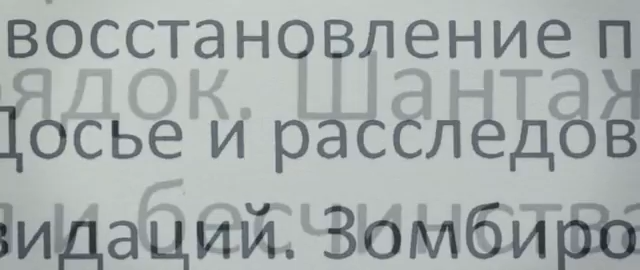 восстановление п
ядок. Шантаж
Досье и расследов
и бесчинства
видаций. Зомбиро